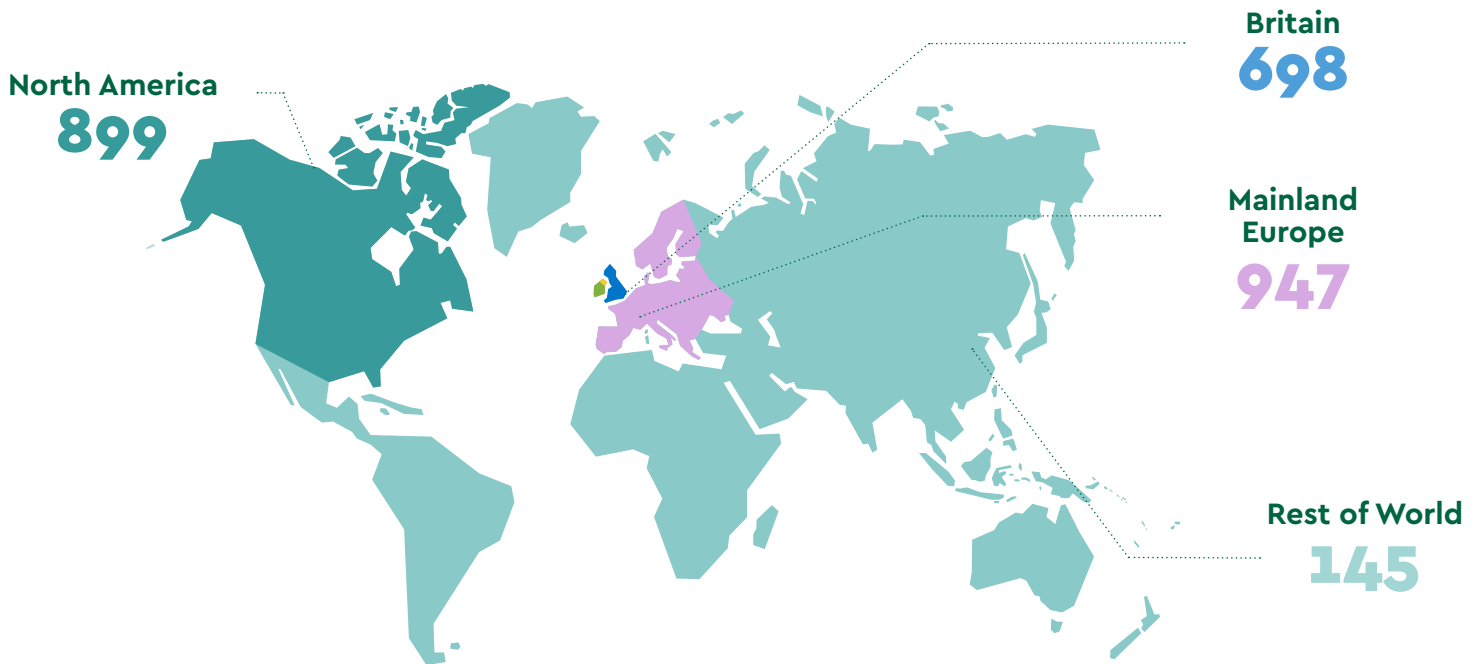 Britain
698
North America
899
Mainland
Europe
947
Rest of World
145